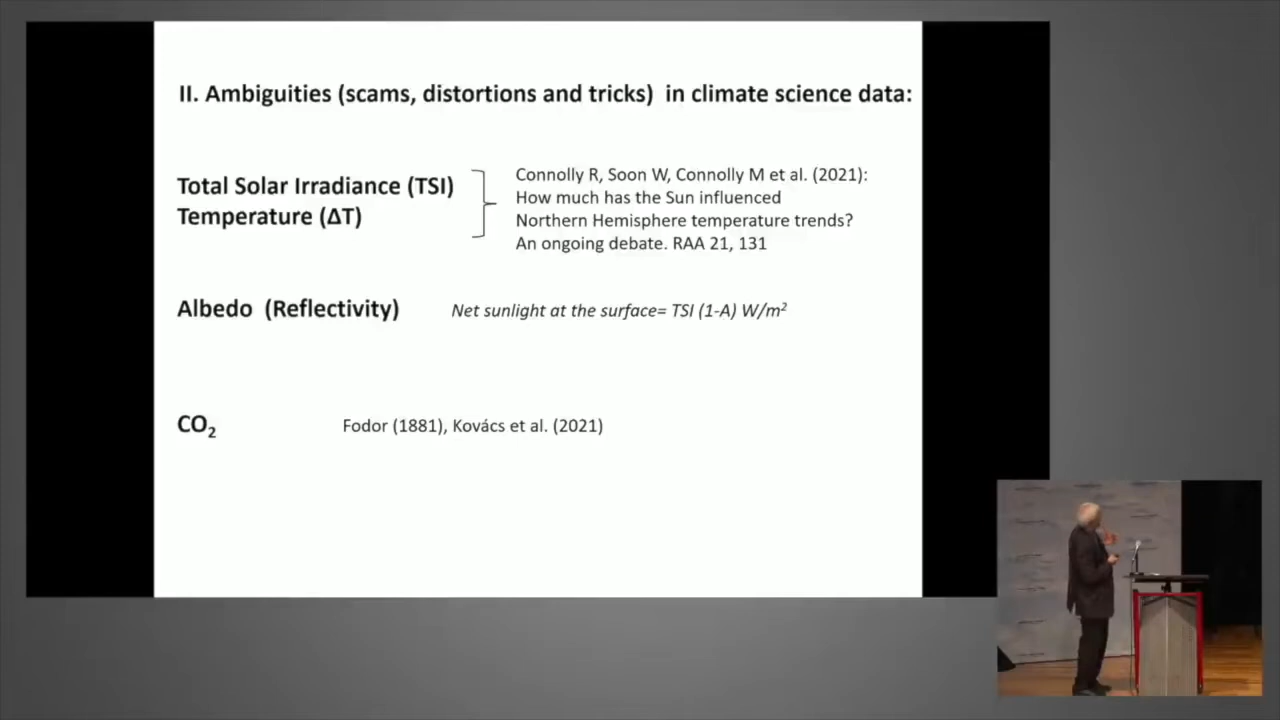 II. Ambiguities (scams, distortions and tricks) in climate science data:
Total Solar Irradiance (TSI)
Temperature (ΔT)
Connolly R, Soon W, Connolly M et al. (2021):
How much has the Sun influenced
Northern Hemisphere temperature trends?
An ongoing debate. RAA 21, 131
Albedo (Reflectivity) Net sunlight at the surface= TSI (1-A) W/m²
CO₂ Fodor (1881), Kovács et al. (2021)